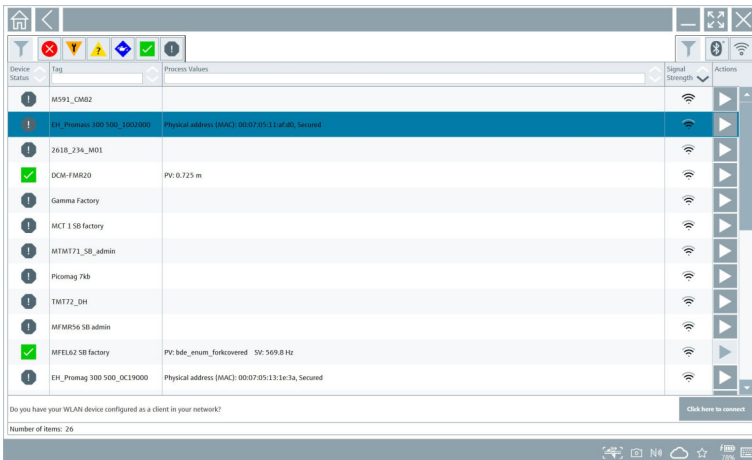 Device Status
Tag
Process Values
Signal Strength
Actions
M591_CM82
EH_Promass 300 500_1002000 Physical address (MAC): 00:07:05:11:af:d0, Secured
2618_234_M01
DCM-FMR20 PV: 0.725 m
Gamma Factory
MCT 1 SB factory
MTMT71_SB_admin
Picomag 7kb
TMT72_DH
MFMR56 SB admin
MFEL62 SB factory PV: bde_enum_forkcovered SV: 569.8 Hz
EH_Promag 300 500_0C19000 Physical address (MAC): 00:07:05:13:1e:3a, Secured
Do you have your WLAN device configured as a client in your network? Click here to connect
Number of items: 26
78%